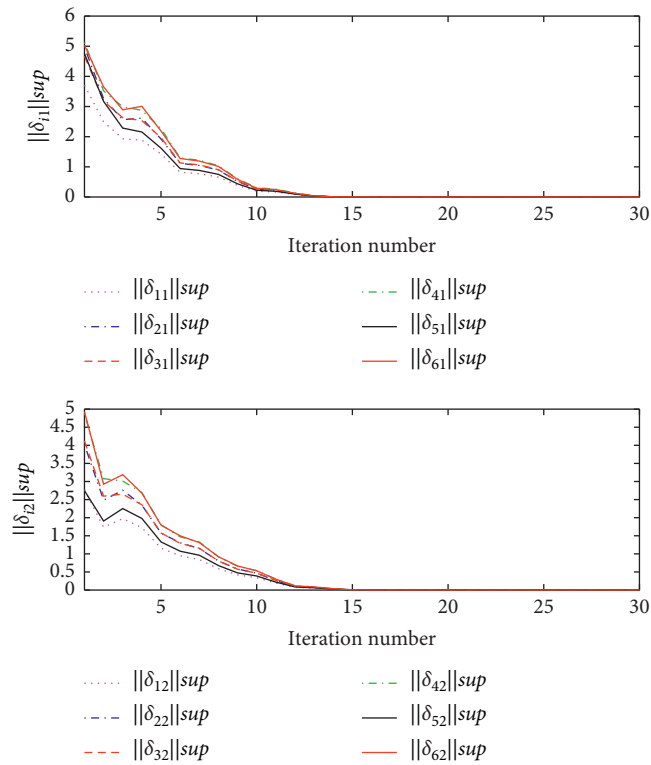 6
5
4
3
2
1
0
||δi1||sup
5 10 15 20 25 30
Iteration number
||δ11||sup ||δ41||sup
||δ21||sup ||δ51||sup
||δ31||sup ||δ61||sup
5
4.5
4
3.5
3
2.5
2
1.5
1
0.5
0
||δi2||sup
5 10 15 20 25 30
Iteration number
||δ12||sup ||δ42||sup
||δ22||sup ||δ52||sup
||δ32||sup ||δ62||sup